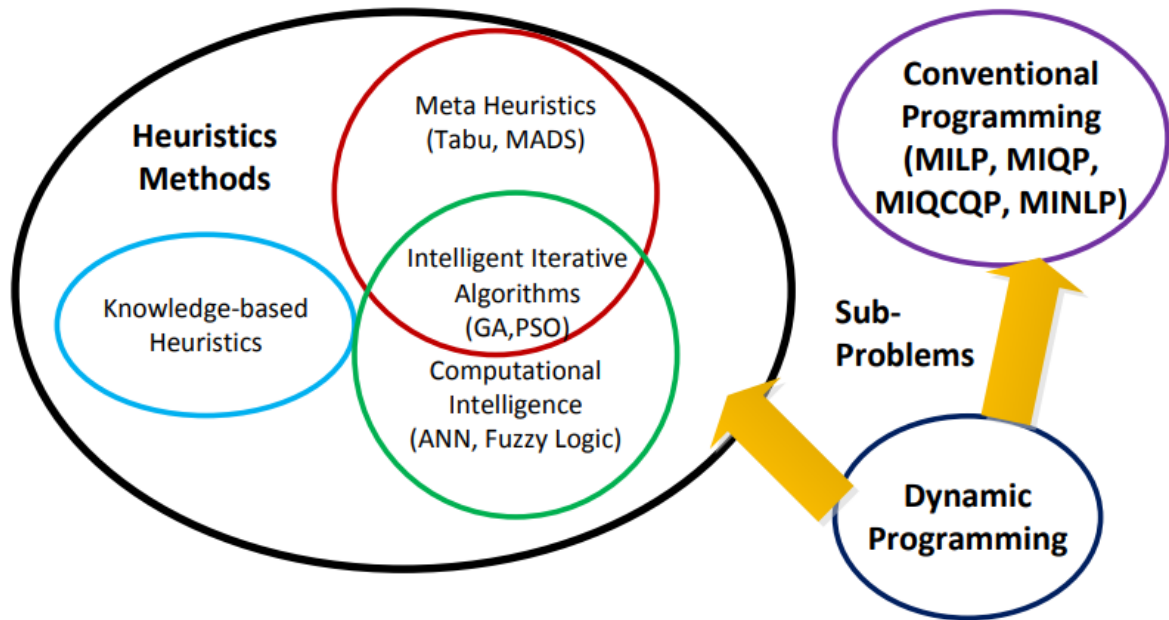 Heuristics
Methods
Meta Heuristics
(Tabu, MADS)
Intelligent Iterative
Algorithms
(GA,PSO)
Knowledge-based
Heuristics
Computational
Intelligence
(ANN, Fuzzy Logic)
Conventional
Programming
(MILP, MIQP,
MIQCQP, MINLP)
Sub-
Problems
Dynamic
Programming